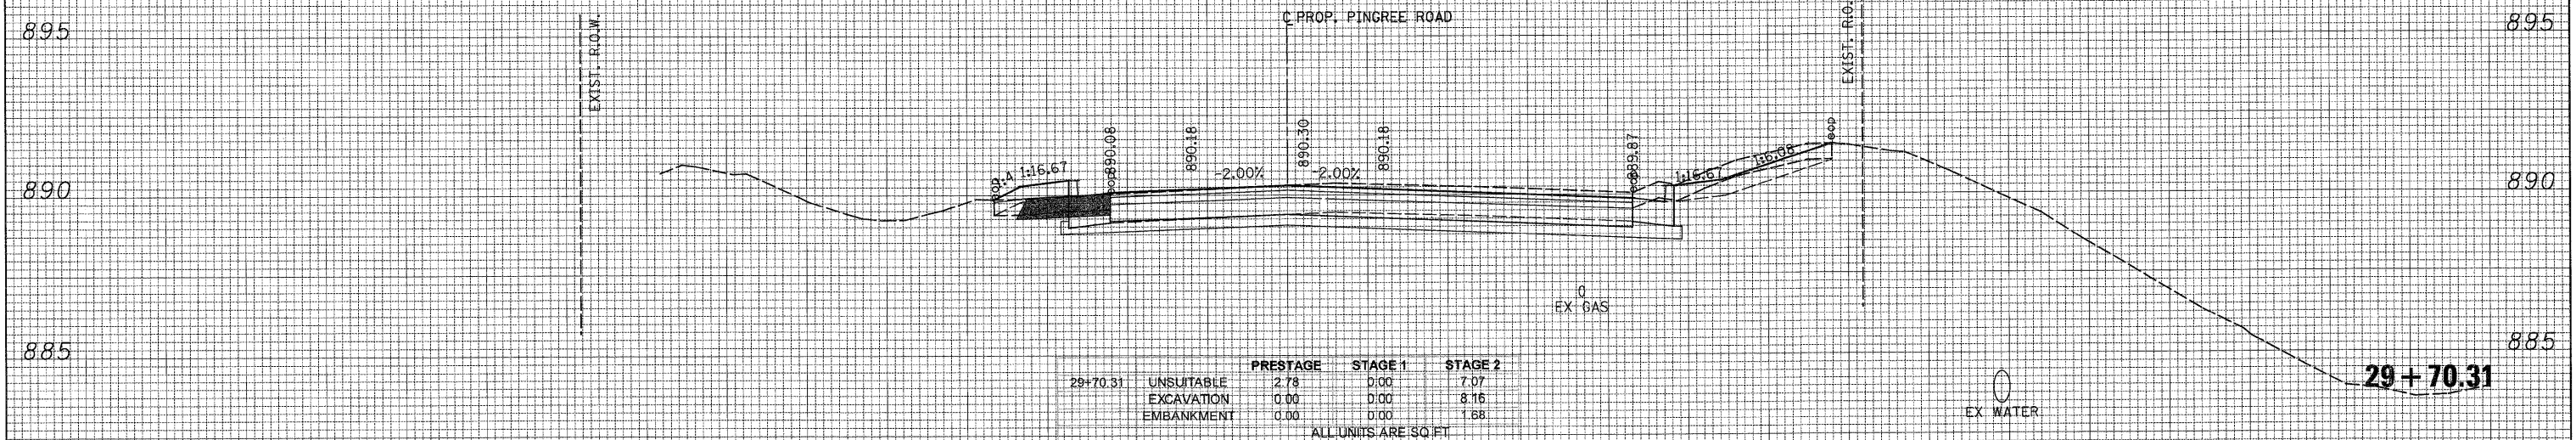 ℄ PROP. PINGREE ROAD
895
895
EXIST. R.O.W.
EXIST. R.O.
890.08
890.18
890.30
890.18
889.87
1:4 1:16.67
-2.00%
-2.00%
1:16.67
1:6.08
890
890
EX GAS
885
885
PRESTAGE STAGE 1 STAGE 2
29+70.31 UNSUITABLE 2.78 0.00 7.07
EXCAVATION 0.00 0.00 8.16
EMBANKMENT 0.00 0.00 1.68
ALL UNITS ARE SQ FT
29+70.31
EX WATER